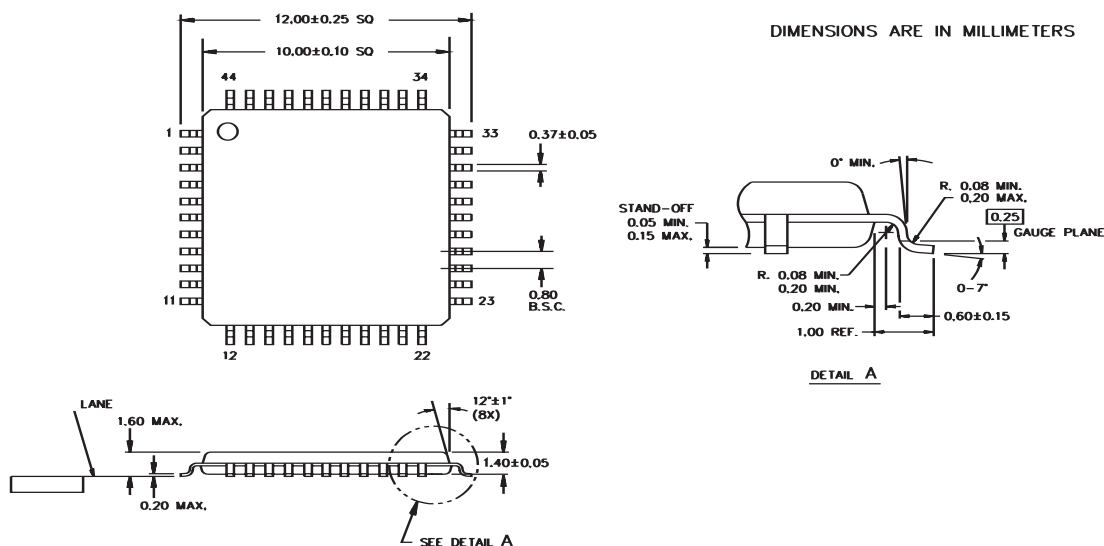 12.00±0.25 SQ
DIMENSIONS ARE IN MILLIMETERS
10.00±0.10 SQ
44
34
1
33
0.37±0.05
0° MIN.
R. 0.08 MIN.
0.20 MAX.
STAND-OFF
0.05 MIN.
0.15 MAX.
0.25
GAUGE PLANE
R. 0.08 MIN.
0.20 MIN.
0-7°
0.20 MIN.
0.60±0.15
1.00 REF.
DETAIL A
11
23
0.80
B.S.C.
12
22
LANE
1.60 MAX.
12°±1°
(8X)
1.40±0.05
0.20 MAX.
SEE DETAIL A